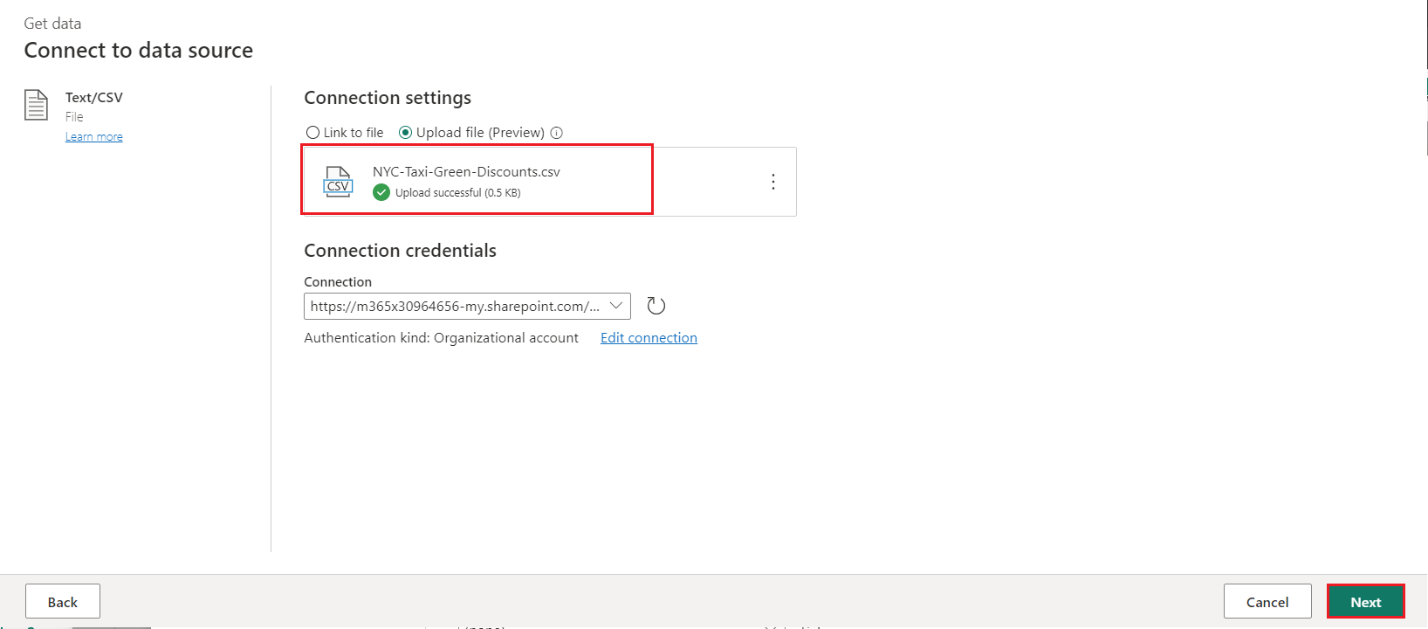 Get data
Connect to data source
Text/CSV
File
Learn more
Connection settings
Link to file Upload file (Preview)
NYC-Taxi-Green-Discounts.csv
CSV
Upload successful (0.5 KB)
Connection credentials
Connection
https://m365x30964656-my.sharepoint.com/...
Authentication kind: Organizational account Edit connection
Back Cancel Next